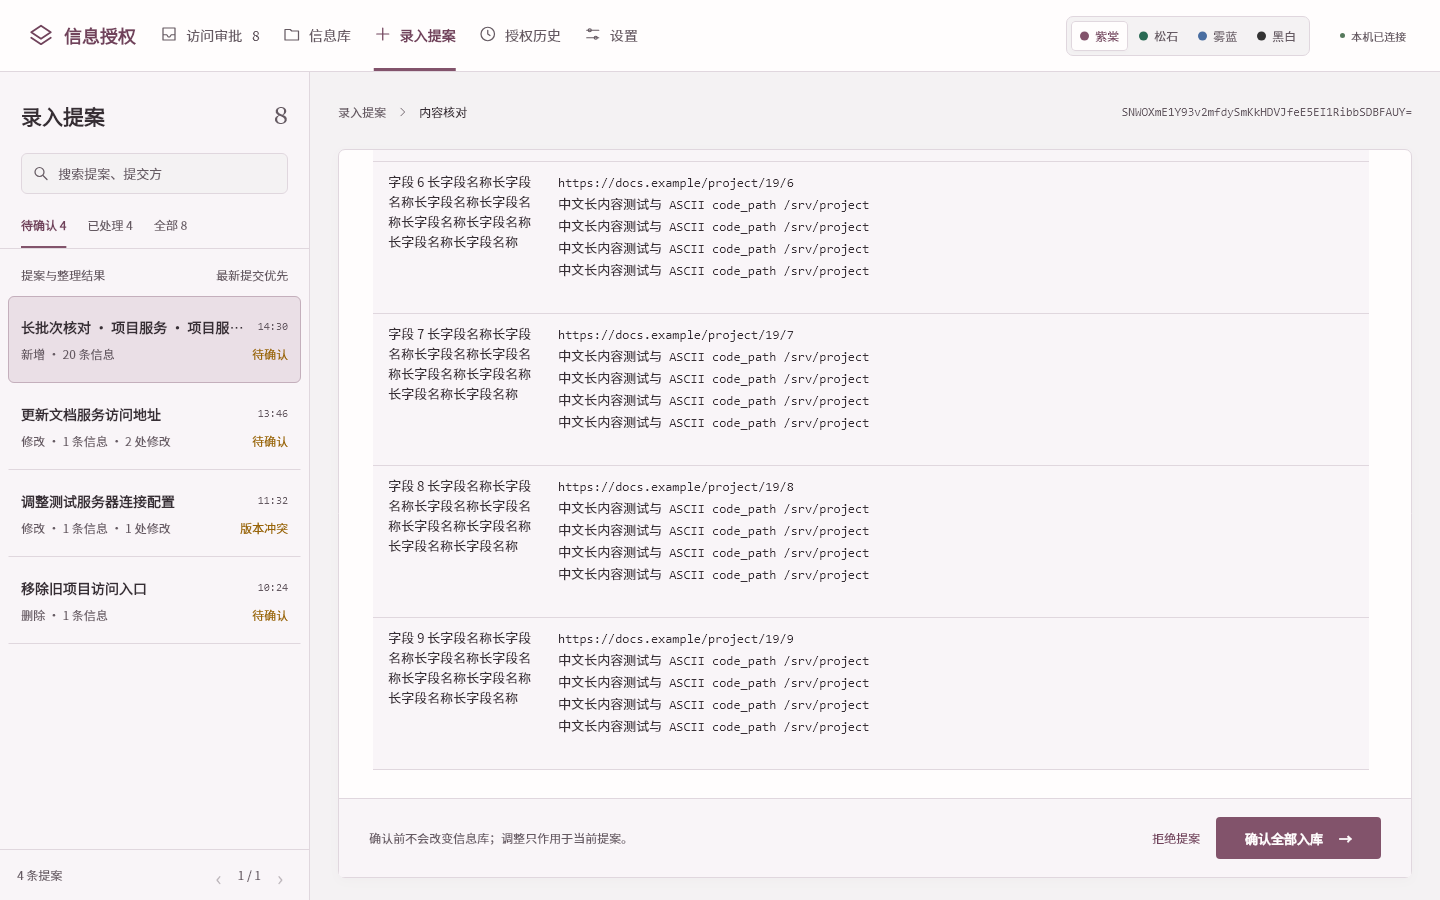 信息授权
访问审批 8
信息库
录入提案
授权历史
设置
紫棠
松石
雾蓝
黑白
本机已连接
录入提案
8
搜索提案、提交方
待确认 4
已处理 4
全部 8
提案与整理结果
最新提交优先
长批次核对 · 项目服务 · 项目服…
14:30
新增 · 20 条信息
待确认
更新文档服务访问地址
13:46
修改 · 1 条信息 · 2 处修改
待确认
调整测试服务器连接配置
11:32
修改 · 1 条信息 · 1 处修改
版本冲突
移除旧项目访问入口
10:24
删除 · 1 条信息
待确认
4 条提案
‹ 1 / 1 ›
录入提案 > 内容核对
SNWOXmE1Y93v2mfdySmKkHDVJfeE5EI1RibbSDBFAUY=
字段 6 长字段名称长字段
名称长字段名称长字段名
称长字段名称长字段名称
长字段名称长字段名称
https://docs.example/project/19/6
中文长内容测试与 ASCII code_path /srv/project
中文长内容测试与 ASCII code_path /srv/project
中文长内容测试与 ASCII code_path /srv/project
中文长内容测试与 ASCII code_path /srv/project
字段 7 长字段名称长字段
名称长字段名称长字段名
称长字段名称长字段名称
长字段名称长字段名称
https://docs.example/project/19/7
中文长内容测试与 ASCII code_path /srv/project
中文长内容测试与 ASCII code_path /srv/project
中文长内容测试与 ASCII code_path /srv/project
中文长内容测试与 ASCII code_path /srv/project
字段 8 长字段名称长字段
名称长字段名称长字段名
称长字段名称长字段名称
长字段名称长字段名称
https://docs.example/project/19/8
中文长内容测试与 ASCII code_path /srv/project
中文长内容测试与 ASCII code_path /srv/project
中文长内容测试与 ASCII code_path /srv/project
中文长内容测试与 ASCII code_path /srv/project
字段 9 长字段名称长字段
名称长字段名称长字段名
称长字段名称长字段名称
长字段名称长字段名称
https://docs.example/project/19/9
中文长内容测试与 ASCII code_path /srv/project
中文长内容测试与 ASCII code_path /srv/project
中文长内容测试与 ASCII code_path /srv/project
中文长内容测试与 ASCII code_path /srv/project
确认前不会改变信息库；调整只作用于当前提案。
拒绝提案
确认全部入库 →